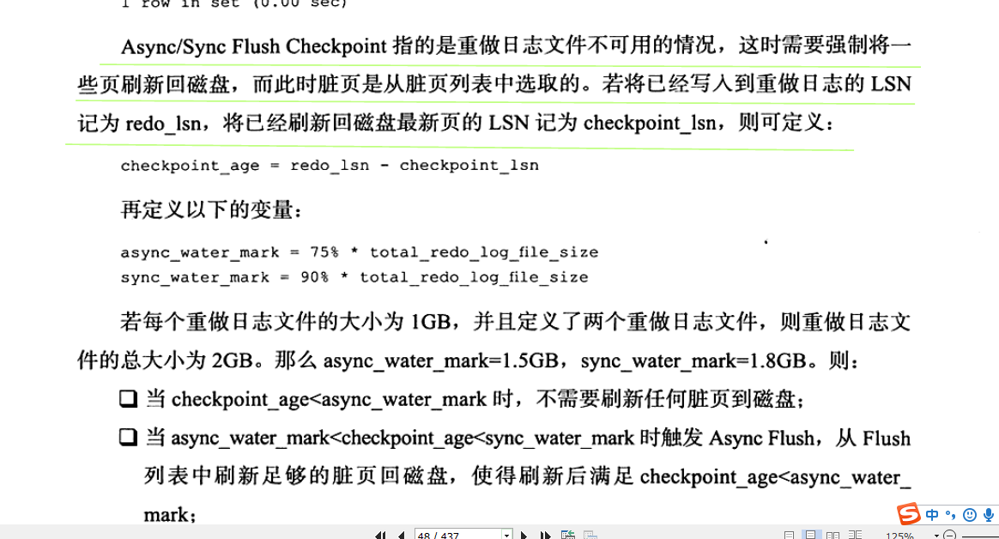 1 row in set (0.00 sec)
Async/Sync Flush Checkpoint 指的是重做日志文件不可用的情况，这时需要强制将一
些页刷新回磁盘，而此时脏页是从脏页列表中选取的。若将已经写入到重做日志的 LSN
记为 redo_lsn，将已经刷新回磁盘最新页的 LSN 记为 checkpoint_lsn，则可定义：
checkpoint_age = redo_lsn - checkpoint_lsn
再定义以下的变量：
async_water_mark = 75% * total_redo_log_file_size
sync_water_mark = 90% * total_redo_log_file_size
若每个重做日志文件的大小为 1GB，并且定义了两个重做日志文件，则重做日志文
件的总大小为 2GB。那么 async_water_mark=1.5GB，sync_water_mark=1.8GB。则：
❑ 当 checkpoint_age<async_water_mark 时，不需要刷新任何脏页到磁盘；
❑ 当 async_water_mark<checkpoint_age<sync_water_mark 时触发 Async Flush，从 Flush
列表中刷新足够的脏页回磁盘，使得刷新后满足 checkpoint_age<async_water_
mark；
S 中 °，
48 / 437
125%